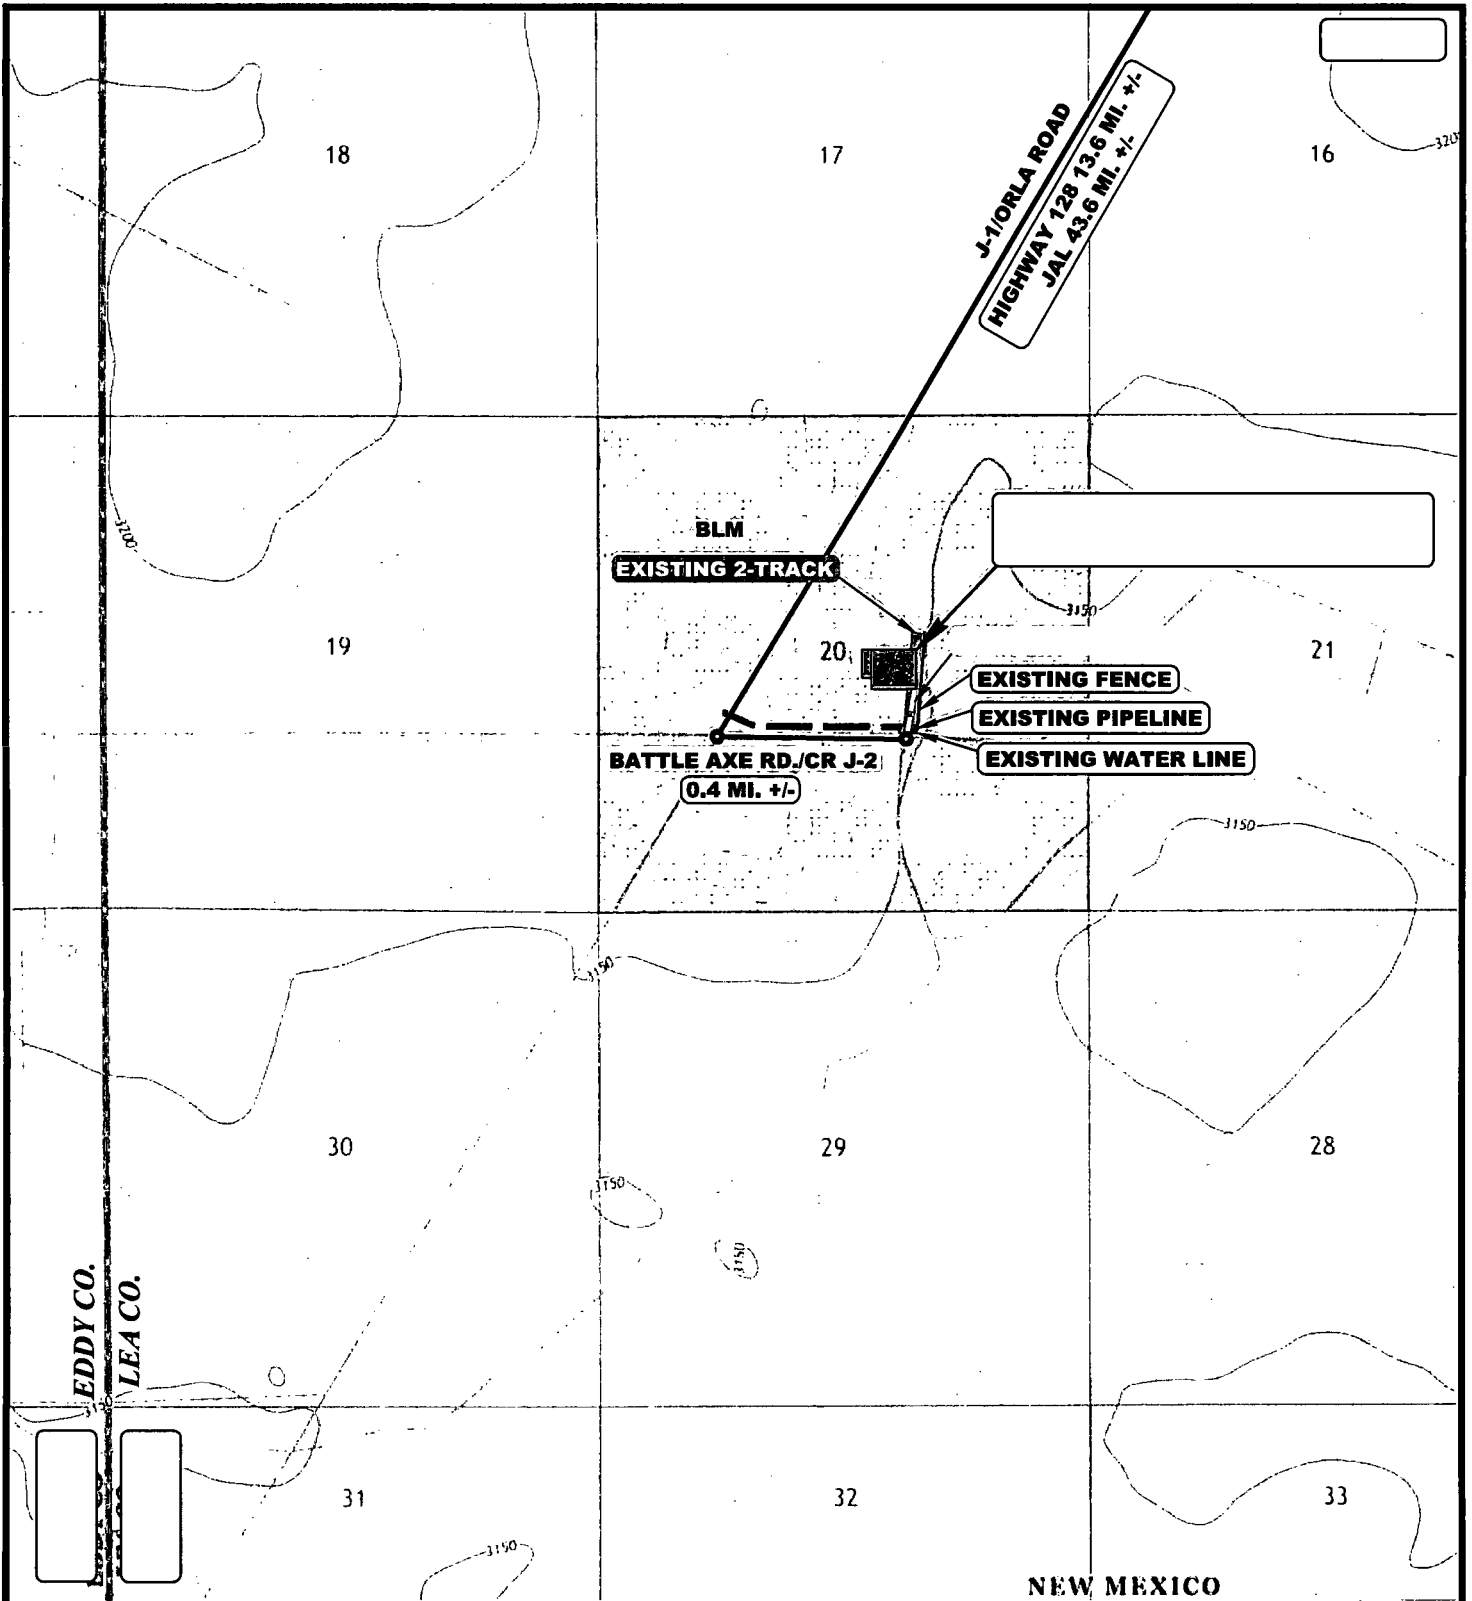 18
17
16
3200
J-1/ORLA ROAD
HIGHWAY 128 13.6 MI. +/-
JAL 43.6 MI. +/-
3200
BLM
EXISTING 2-TRACK
3150
19
20
21
EXISTING FENCE
EXISTING PIPELINE
EXISTING WATER LINE
BATTLE AXE RD./CR J-2
0.4 MI. +/-
3150
3150
30
29
28
3150
3150
EDDY CO.
LEA CO.
31
32
33
3150
NEW MEXICO